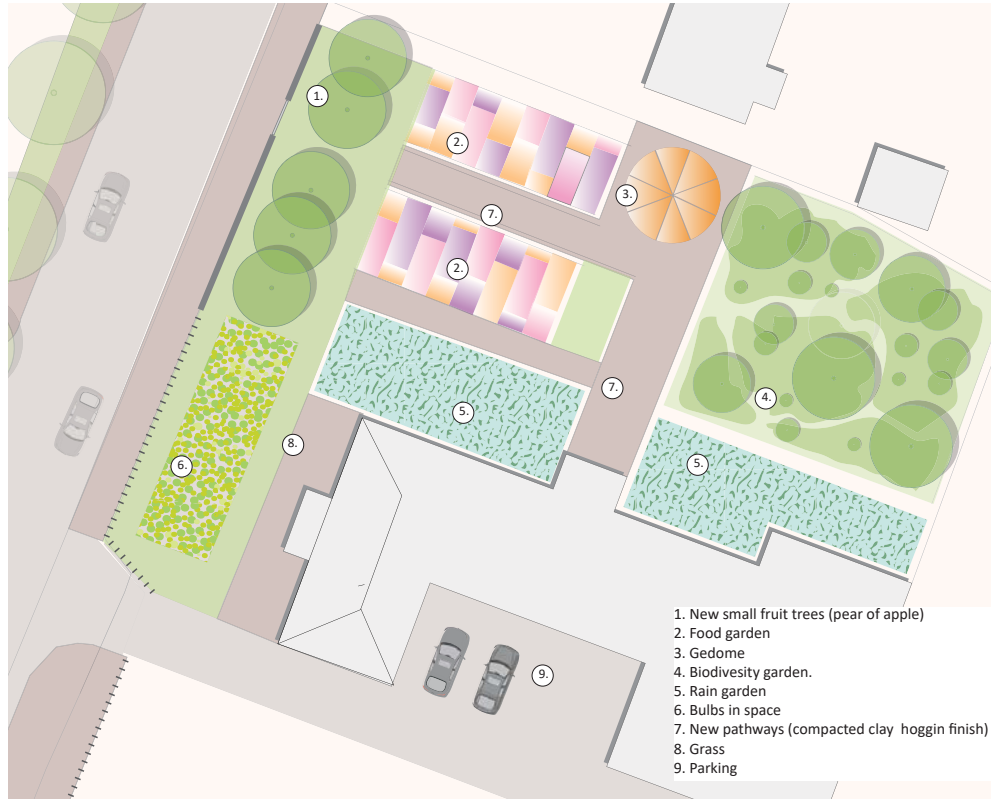 1.
2.
3.
7.
2.
7.
4.
5.
8.
5.
6.
9.
1. New small fruit trees (pear of apple)
2. Food garden
3. Gedome
4. Biodivesity garden.
5. Rain garden
6. Bulbs in space
7. New pathways (compacted clay hoggin finish)
8. Grass
9. Parking